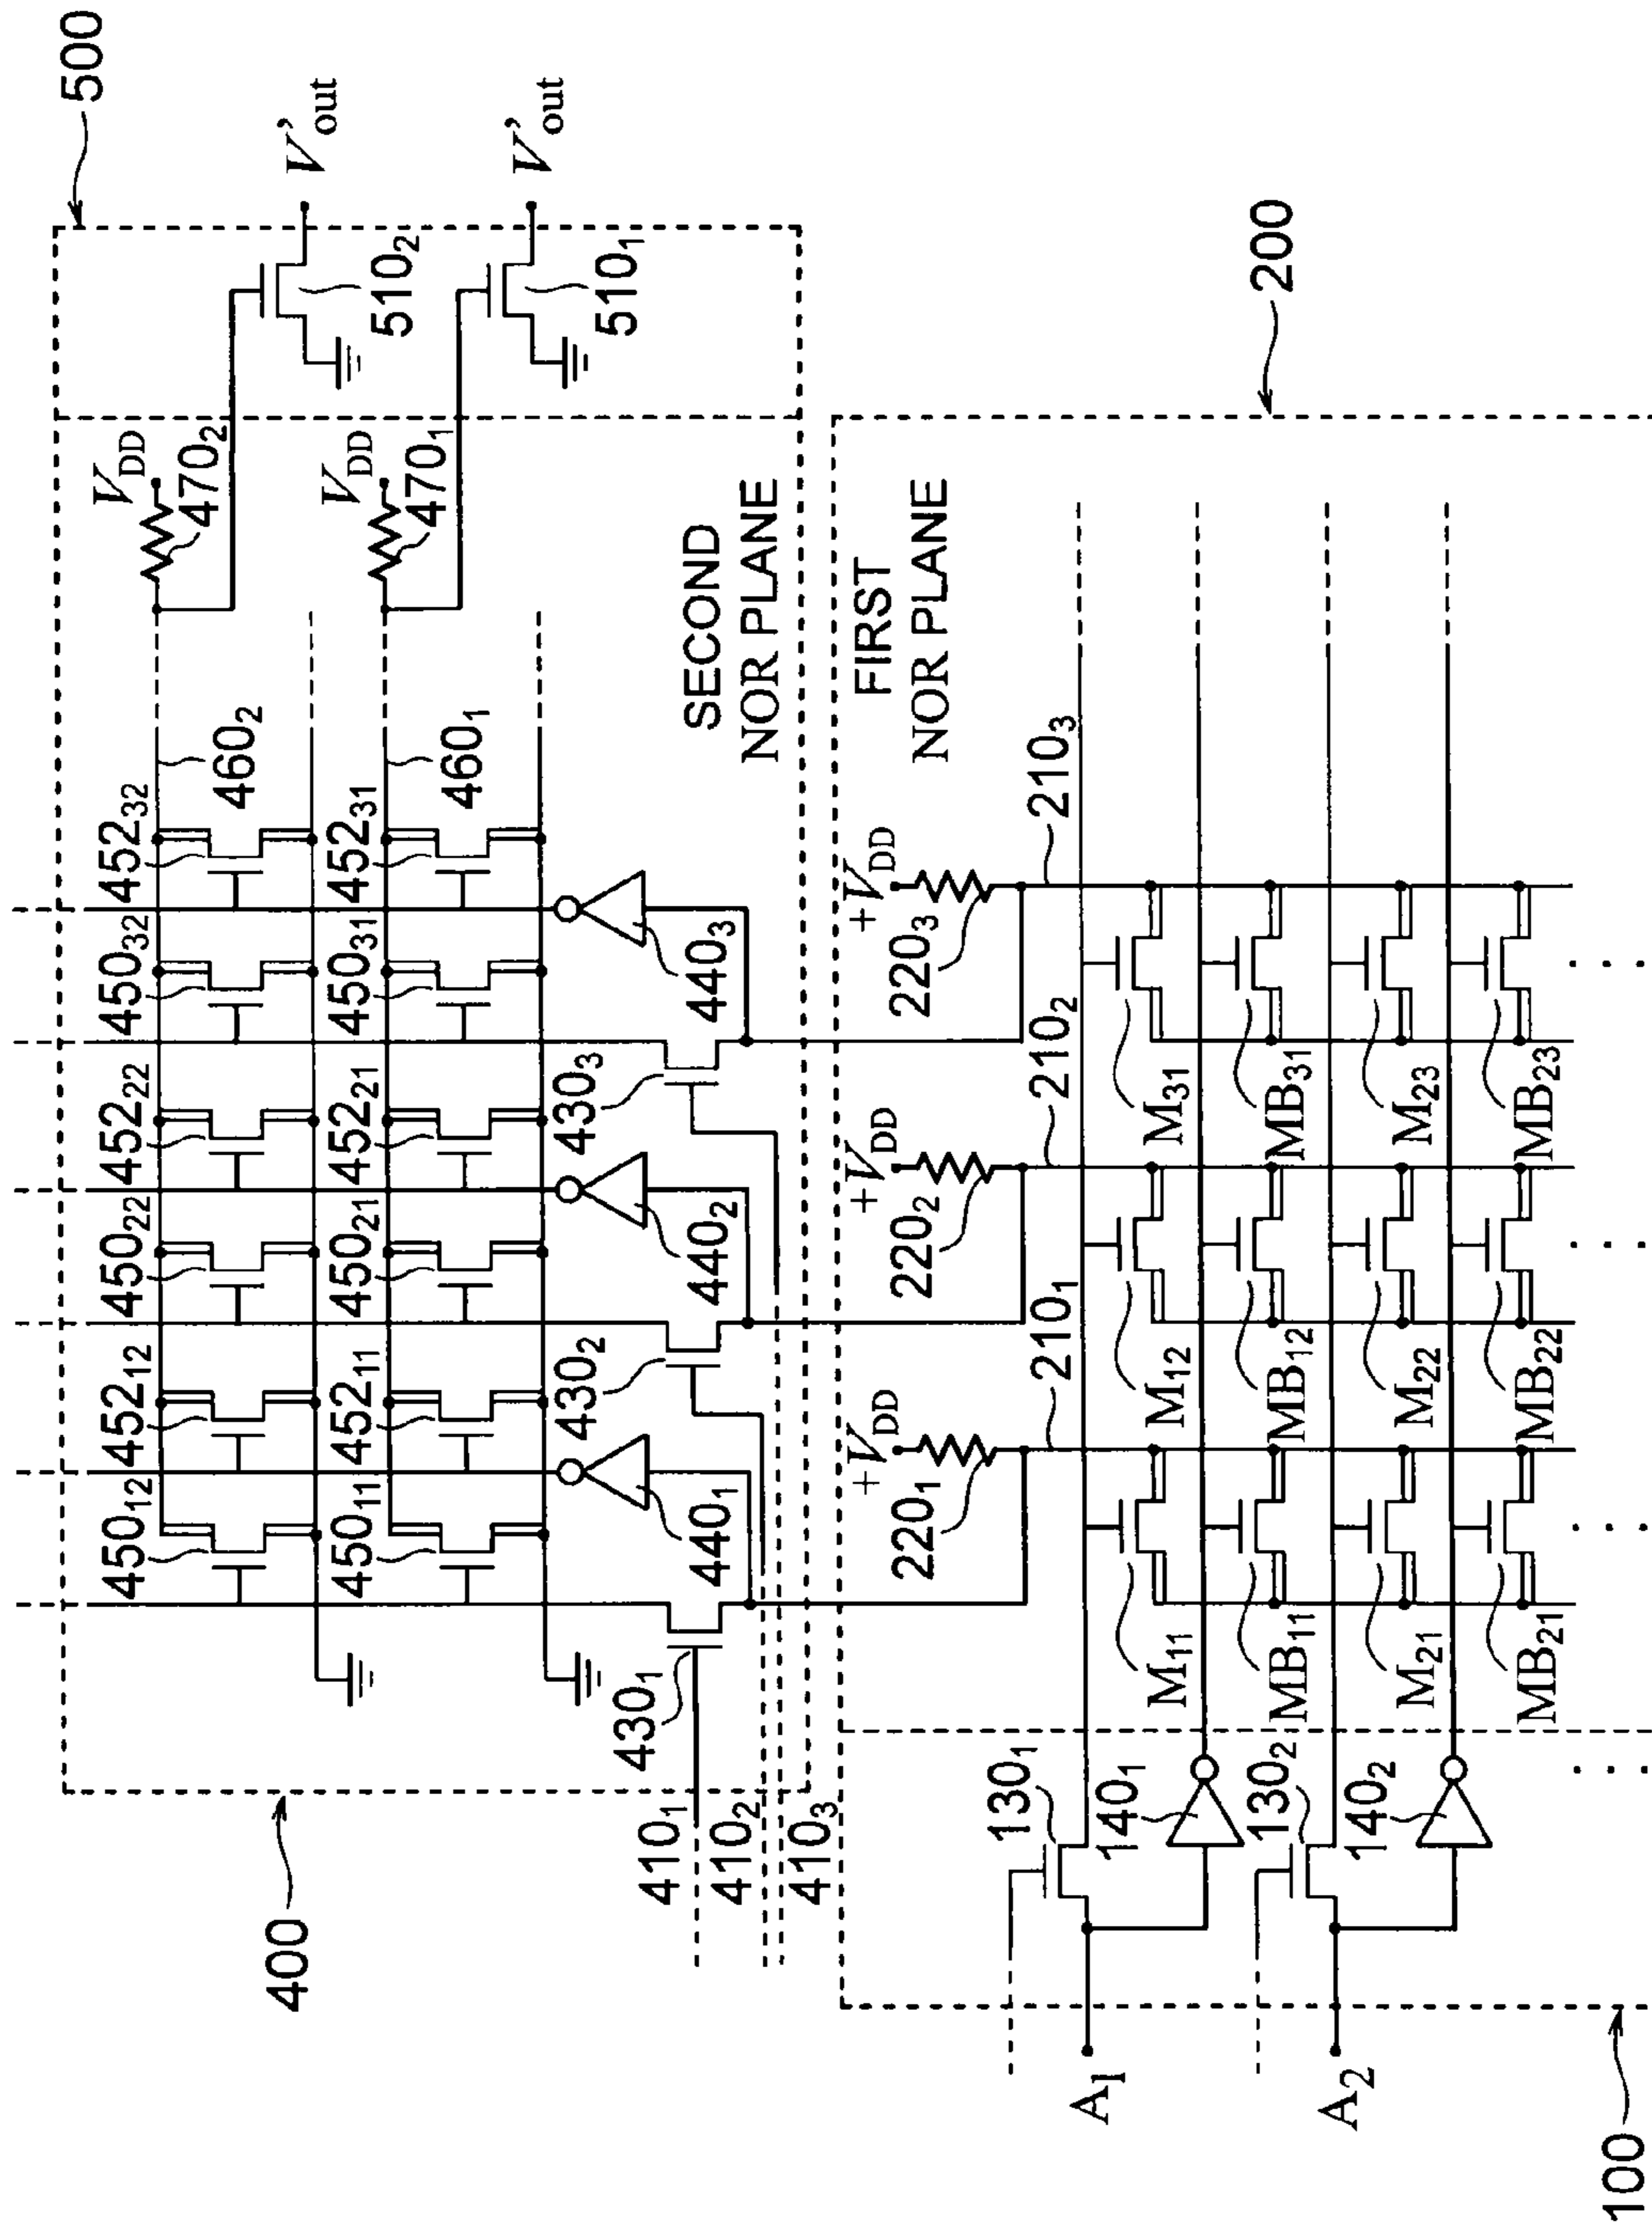 500
V'out
V'out
510₂
510₁
VDD
470₂
VDD
470₁
SECOND
NOR PLANE
460₂
460₁
450₁₂
452₁₂
450₂₂
452₂₂
450₃₂
452₃₂
450₁₁
452₁₁
450₂₁
452₂₁
450₃₁
452₃₁
440₁
440₂
440₃
430₁
430₂
430₃
400
410₁
410₂
410₃
200
FIRST
NOR PLANE
+VDD
+VDD
+VDD
220₁
220₂
220₃
210₁
210₂
210₃
M₁₁
M₁₂
M₃₁
MB₁₁
MB₁₂
MB₃₁
M₂₁
M₂₂
M₂₃
MB₂₁
MB₂₂
MB₂₃
130₁
140₁
130₂
140₂
A₁
A₂
100